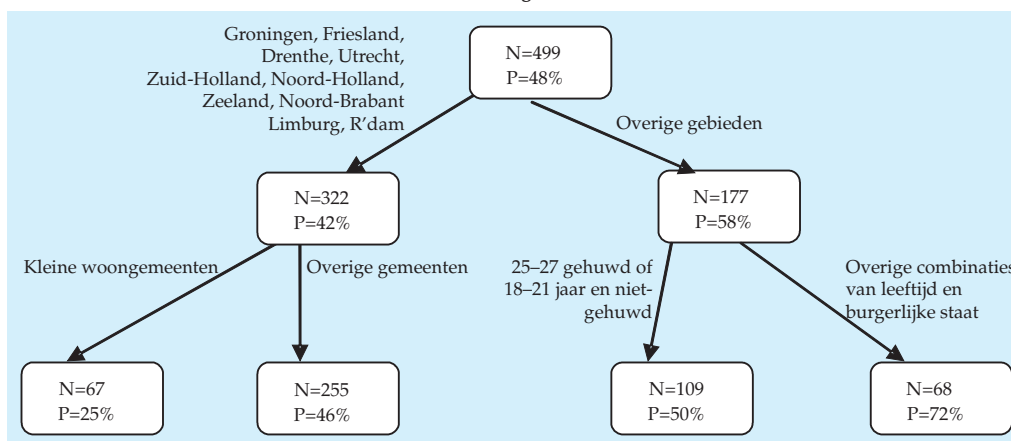 Groningen, Friesland,
Drenthe, Utrecht,
Zuid-Holland, Noord-Holland,
Zeeland, Noord-Brabant
Limburg, R'dam
N=499
P=48%
Overige gebieden
N=322
P=42%
N=177
P=58%
Kleine woongemeenten
Overige gemeenten
25–27 gehuwd of
18–21 jaar en niet-
gehuwd
Overige combinaties
van leeftijd en
burgerlijke staat
N=67
P=25%
N=255
P=46%
N=109
P=50%
N=68
P=72%